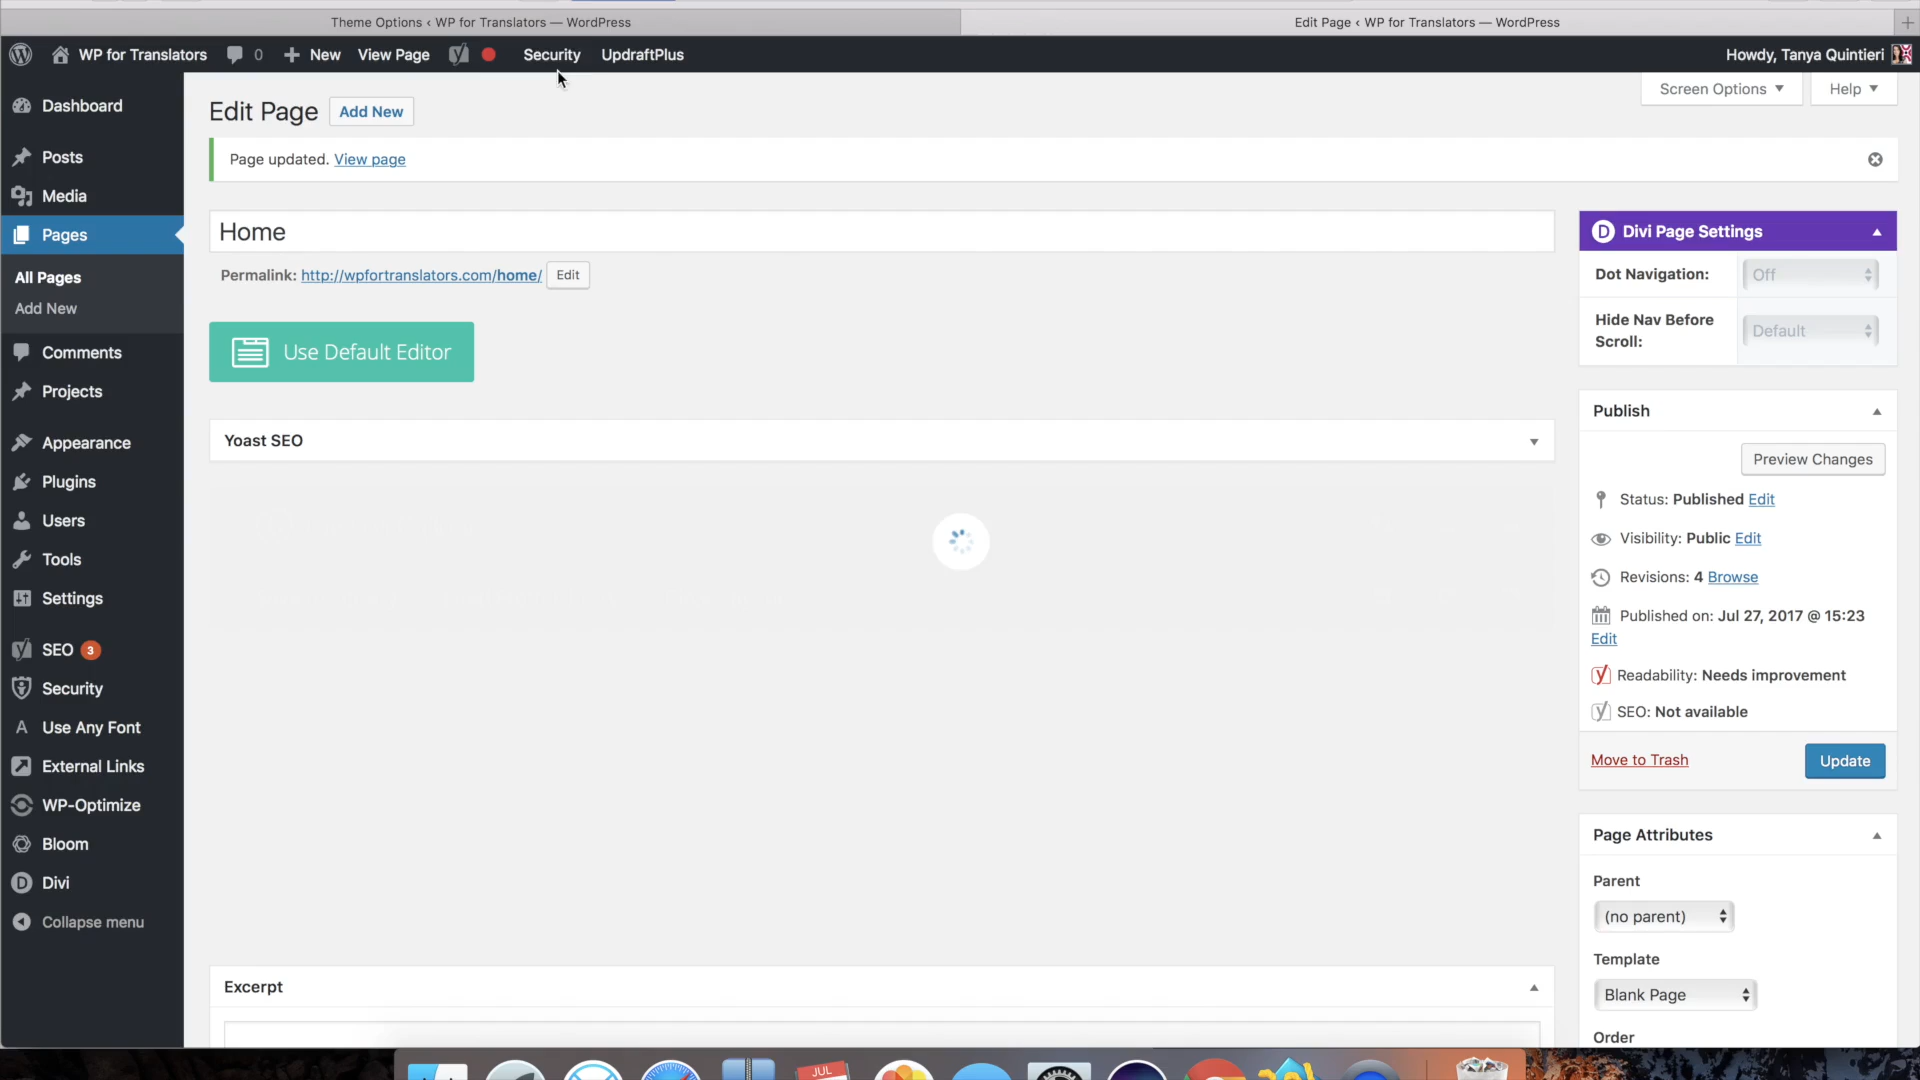 Theme Options ‹ WP for Translators — WordPress
Edit Page ‹ WP for Translators — WordPress
WP for Translators
0
New
View Page
Security
UpdraftPlus
Howdy, Tanya Quintieri
Dashboard
Posts
Media
Pages
All Pages
Add New
Comments
Projects
Appearance
Plugins
Users
Tools
Settings
SEO 3
Security
Use Any Font
External Links
WP-Optimize
Bloom
Divi
Collapse menu
Screen Options
Help
Edit Page
Add New
Page updated. View page
Home
Permalink: http://wpfortranslators.com/home/ Edit
Use Default Editor
Yoast SEO
Excerpt
Divi Page Settings
Dot Navigation: Off
Hide Nav Before
Scroll:
Default
Publish
Preview Changes
Status: Published Edit
Visibility: Public Edit
Revisions: 4 Browse
Published on: Jul 27, 2017 @ 15:23
Edit
Readability: Needs improvement
SEO: Not available
Move to Trash
Update
Page Attributes
Parent
(no parent)
Template
Blank Page
Order
JUL